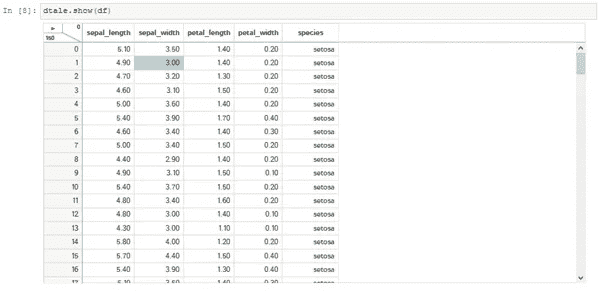 In [8]: dtale.show(df)
0
150 sepal_length sepal_width petal_length petal_width species
0 5.10 3.50 1.40 0.20 setosa
1 4.90 3.00 1.40 0.20 setosa
2 4.70 3.20 1.30 0.20 setosa
3 4.60 3.10 1.50 0.20 setosa
4 5.00 3.60 1.40 0.20 setosa
5 5.40 3.90 1.70 0.40 setosa
6 4.60 3.40 1.40 0.30 setosa
7 5.00 3.40 1.50 0.20 setosa
8 4.40 2.90 1.40 0.20 setosa
9 4.90 3.10 1.50 0.10 setosa
10 5.40 3.70 1.50 0.20 setosa
11 4.80 3.40 1.60 0.20 setosa
12 4.80 3.00 1.40 0.10 setosa
13 4.30 3.00 1.10 0.10 setosa
14 5.80 4.00 1.20 0.20 setosa
15 5.70 4.40 1.50 0.40 setosa
16 5.40 3.90 1.30 0.40 setosa